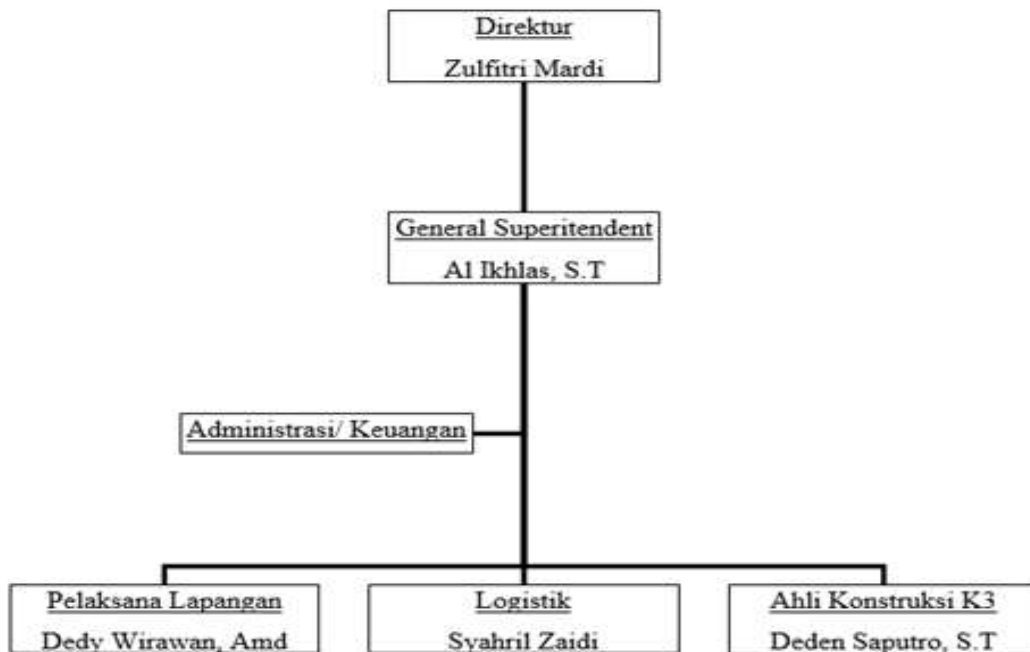 Direktur
Zulfitri Mardi
General Superitendent
Al Ikhlas, S.T
Administrasi/ Keuangan
Pelaksana Lapangan
Dedy Wirawan, Amd
Logistik
Syahril Zaidi
Ahli Konstruksi K3
Deden Saputro, S.T